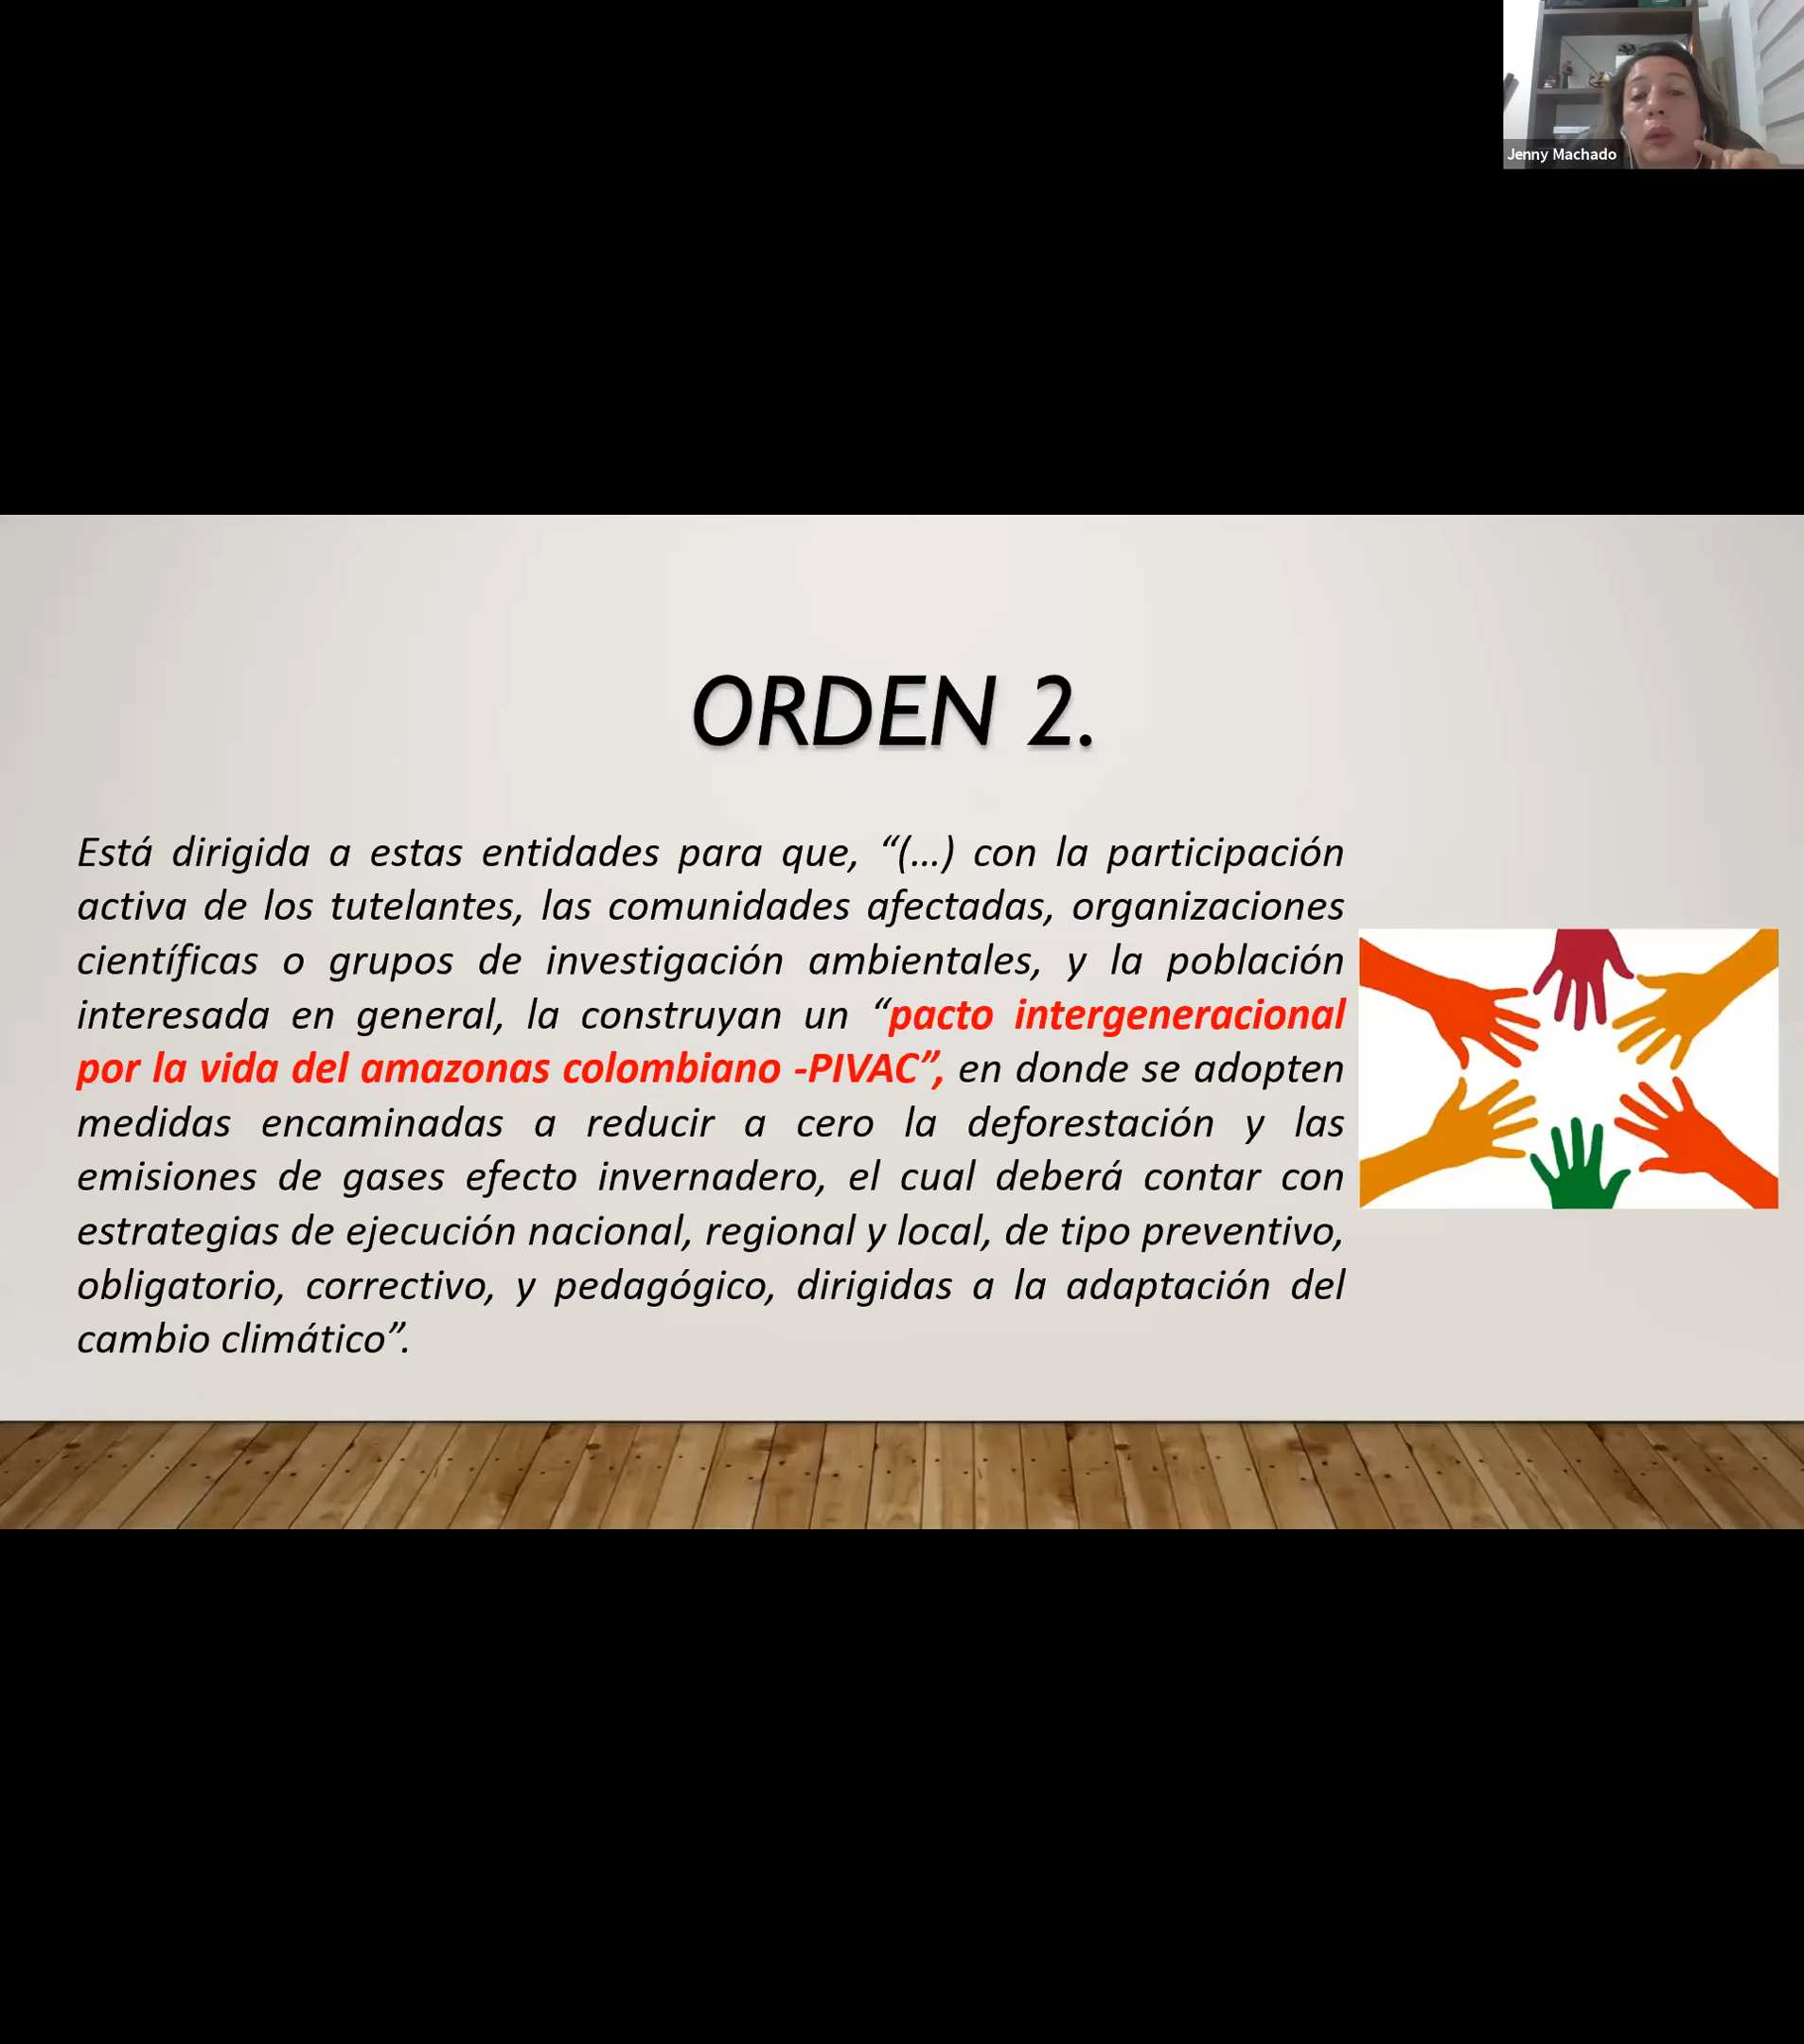 Jenny Machado
ORDEN 2.
Está dirigida a estas entidades para que, “(...) con la participación
activa de los tutelantes, las comunidades afectadas, organizaciones
científicas o grupos de investigación ambientales, y la población
interesada en general, la construyan un “pacto intergeneracional
por la vida del amazonas colombiano -PIVAC”, en donde se adopten
medidas encaminadas a reducir a cero la deforestación y las
emisiones de gases efecto invernadero, el cual deberá contar con
estrategias de ejecución nacional, regional y local, de tipo preventivo,
obligatorio, correctivo, y pedagógico, dirigidas a la adaptación del
cambio climático”.